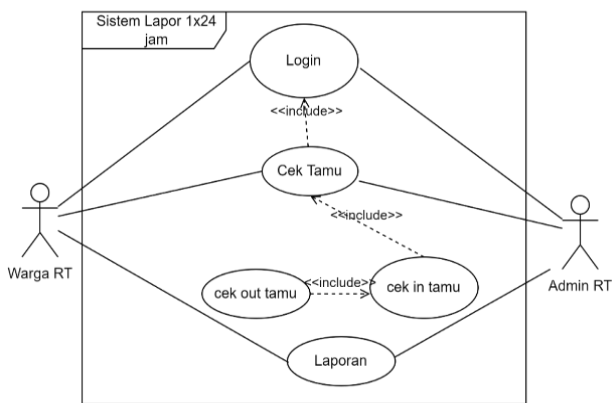 Sistem Lapor 1x24
jam
Login
<<include>>
Cek Tamu
<<include>>
Warga RT
Admin RT
<<include>>
cek out tamu
cek in tamu
Laporan